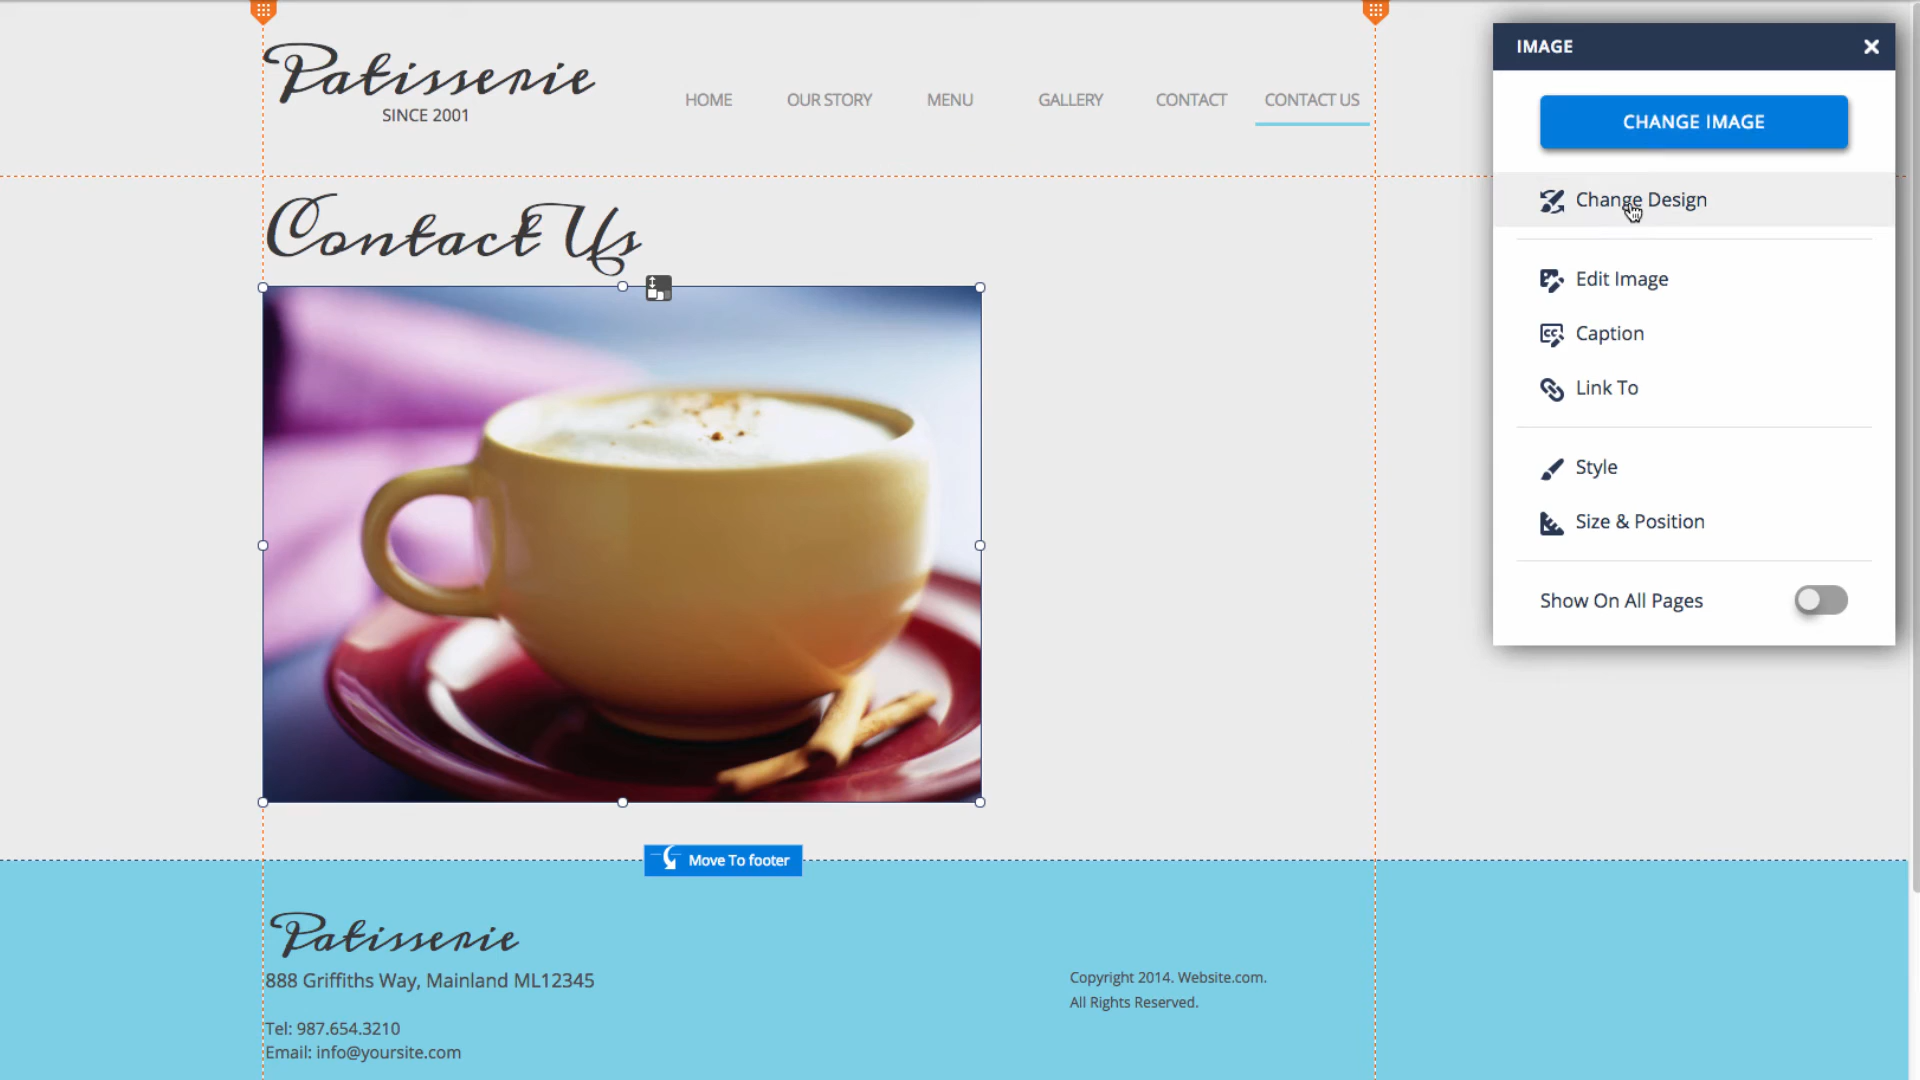 Patisserie
SINCE 2001
HOME OUR STORY MENU GALLERY CONTACT CONTACT US
Contact Us
IMAGE
CHANGE IMAGE
Change Design
Edit Image
Caption
Link To
Style
Size & Position
Show On All Pages
Move To footer
Patisserie
888 Griffiths Way, Mainland ML12345
Tel: 987.654.3210
Email: info@yoursite.com
Copyright 2014. Website.com.
All Rights Reserved.